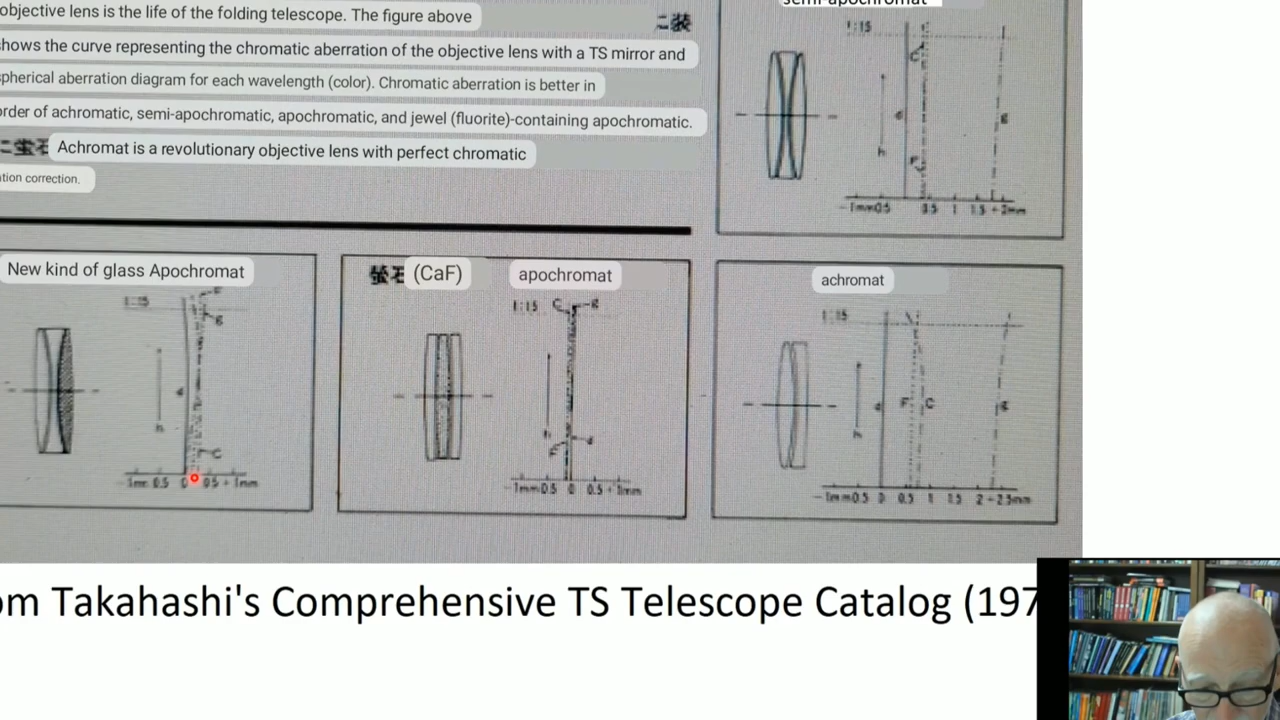 objective lens is the life of the folding telescope. The figure above
hows the curve representing the chromatic aberration of the objective lens with a TS mirror and
spherical aberration diagram for each wavelength (color). Chromatic aberration is better in
order of achromatic, semi-apochromatic, apochromatic, and jewel (fluorite)-containing apochromatic.
Achromat is a revolutionary objective lens with perfect chromatic
tion correction.
semi-apochromat
1:15
C
d
g
h
F
-1mm 0.5 0.5 1 1.5 +2mm
New kind of glass Apochromat
1:15
F
g
d
h
C
-1mm 0.5 0 0.5 +1mm
蛍石 (CaF)
apochromat
1:15 C g
h
F d
-1mm 0.5 0 0.5 +1mm
achromat
1:15
d F C g
h
-1mm 0.5 0 0.5 1 1.5 2 +2.5mm
om Takahashi's Comprehensive TS Telescope Catalog (197